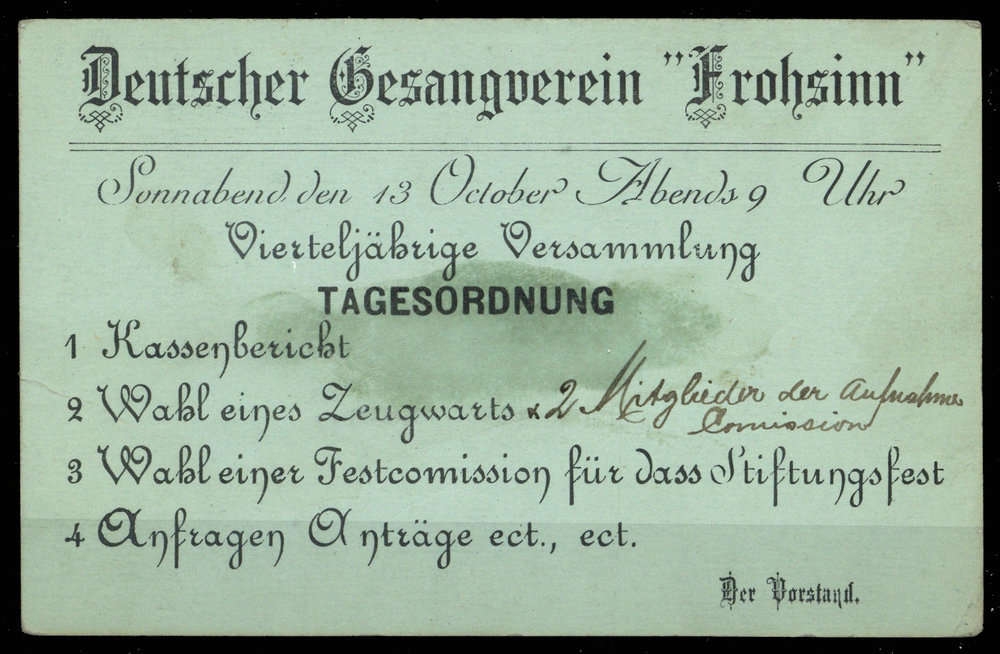 Deutscher Gesangverein "Frohsinn"
Sonnabend den 13 October Abends 9 Uhr
Vierteljährige Versammlung
TAGESORDNUNG
1 Kassenbericht
2 Wahl eines Zeugwarts & 2 Mitglieder der Aufnahme
Comission
3 Wahl einer Festcomission für dass Stiftungsfest
4 Anfragen Anträge ect., ect.
Der Vorstand.